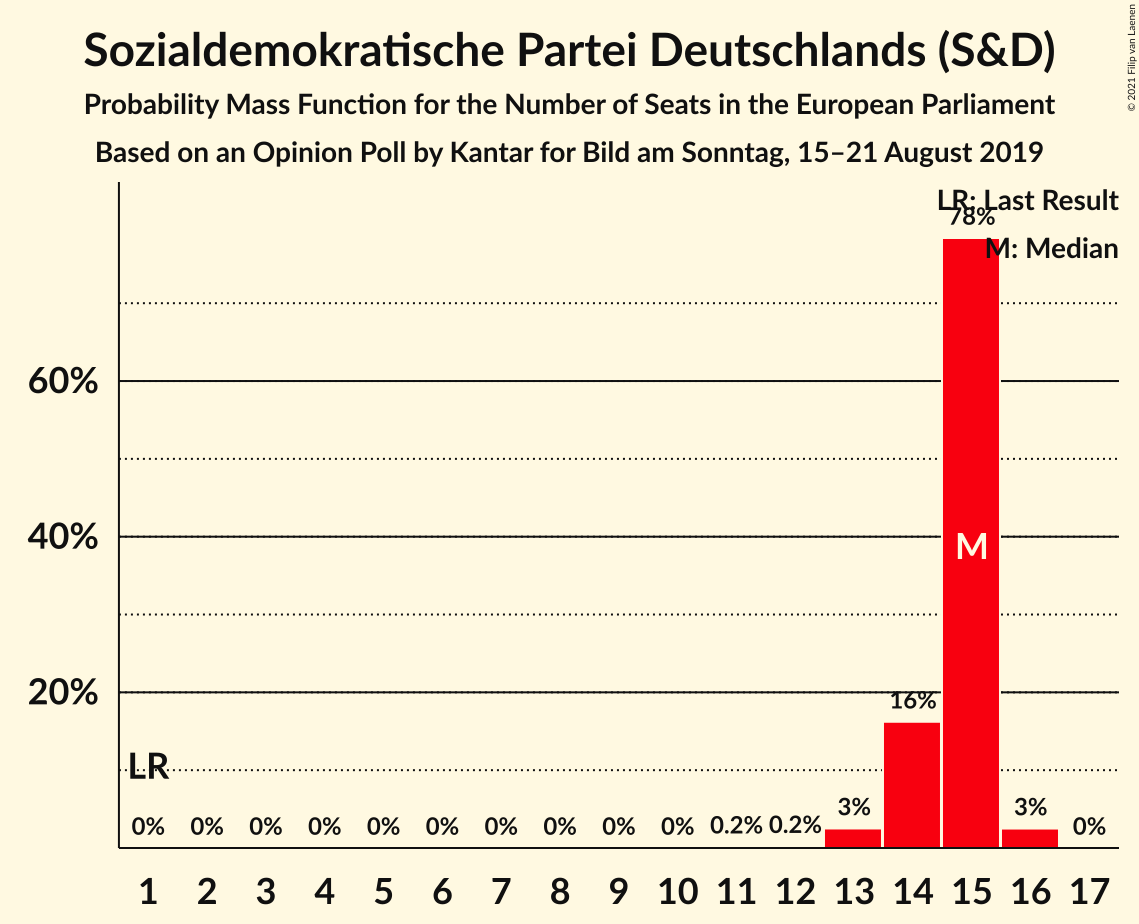 Sozialdemokratische Partei Deutschlands (S&D)
Probability Mass Function for the Number of Seats in the European Parliament
Based on an Opinion Poll by Kantar for Bild am Sonntag, 15–21 August 2019
© 2021 Filip van Laenen
LR: Last Result
78%
M: Median
60%
40%
M
20%
16%
LR
3%
3%
0%
0%
0%
0%
0%
0%
0%
0%
0%
0%
0.2%
0.2%
0%
1 2 3 4 5 6 7 8 9 10 11 12 13 14 15 16 17